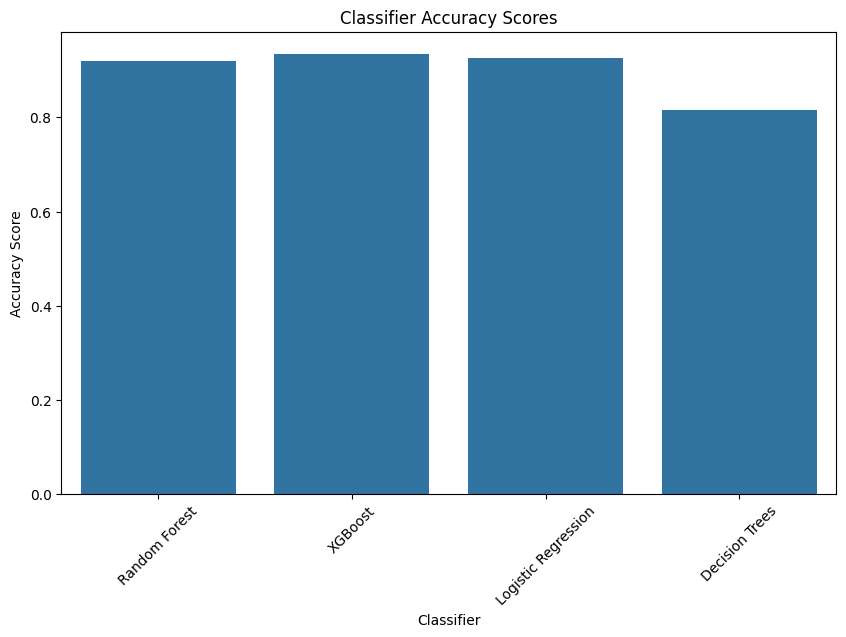 Classifier Accuracy Scores
Accuracy Score
0.8
0.6
0.4
0.2
0.0
Random Forest
XGBoost
Logistic Regression
Decision Trees
Classifier